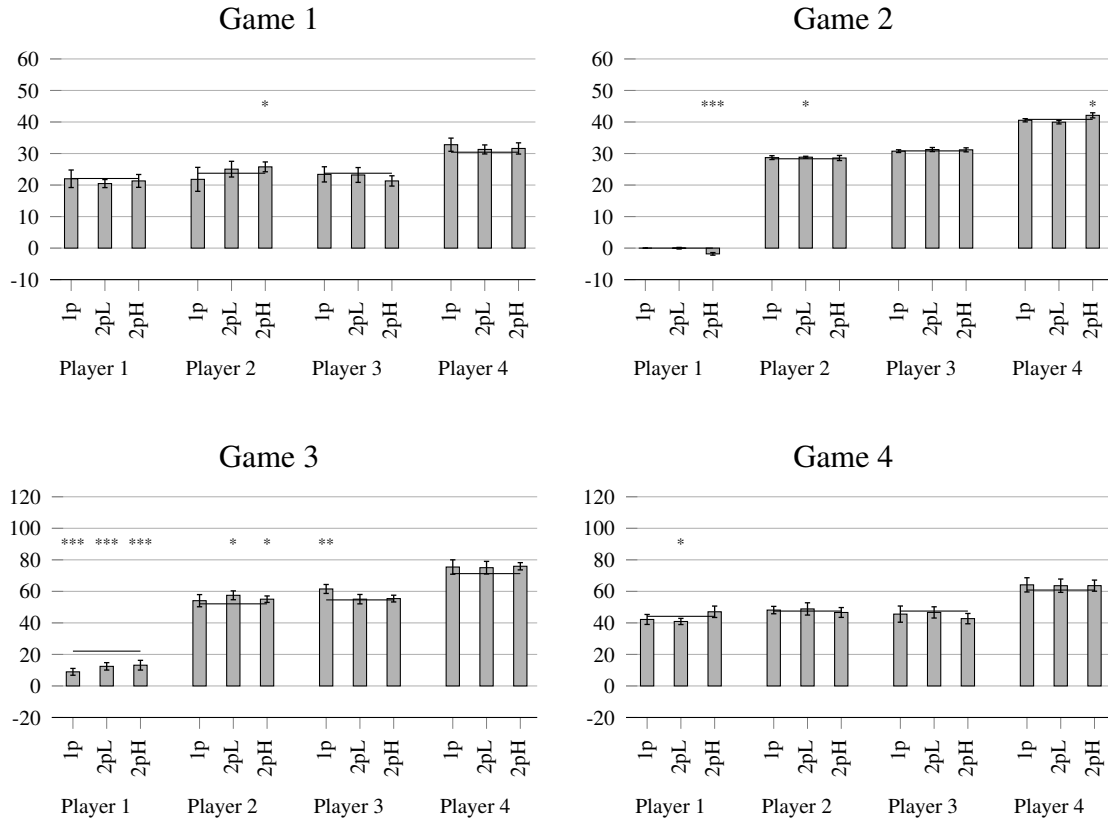 Game 1
60
50
40
30
20
10
0
-10
*
1p 2pL 2pH 1p 2pL 2pH 1p 2pL 2pH 1p 2pL 2pH
Player 1 Player 2 Player 3 Player 4
Game 2
60
50
40
30
20
10
0
-10
*** * *
1p 2pL 2pH 1p 2pL 2pH 1p 2pL 2pH 1p 2pL 2pH
Player 1 Player 2 Player 3 Player 4
Game 3
120
100
80
60
40
20
0
-20
*** *** *** * * **
1p 2pL 2pH 1p 2pL 2pH 1p 2pL 2pH 1p 2pL 2pH
Player 1 Player 2 Player 3 Player 4
Game 4
120
100
80
60
40
20
0
-20
*
1p 2pL 2pH 1p 2pL 2pH 1p 2pL 2pH 1p 2pL 2pH
Player 1 Player 2 Player 3 Player 4